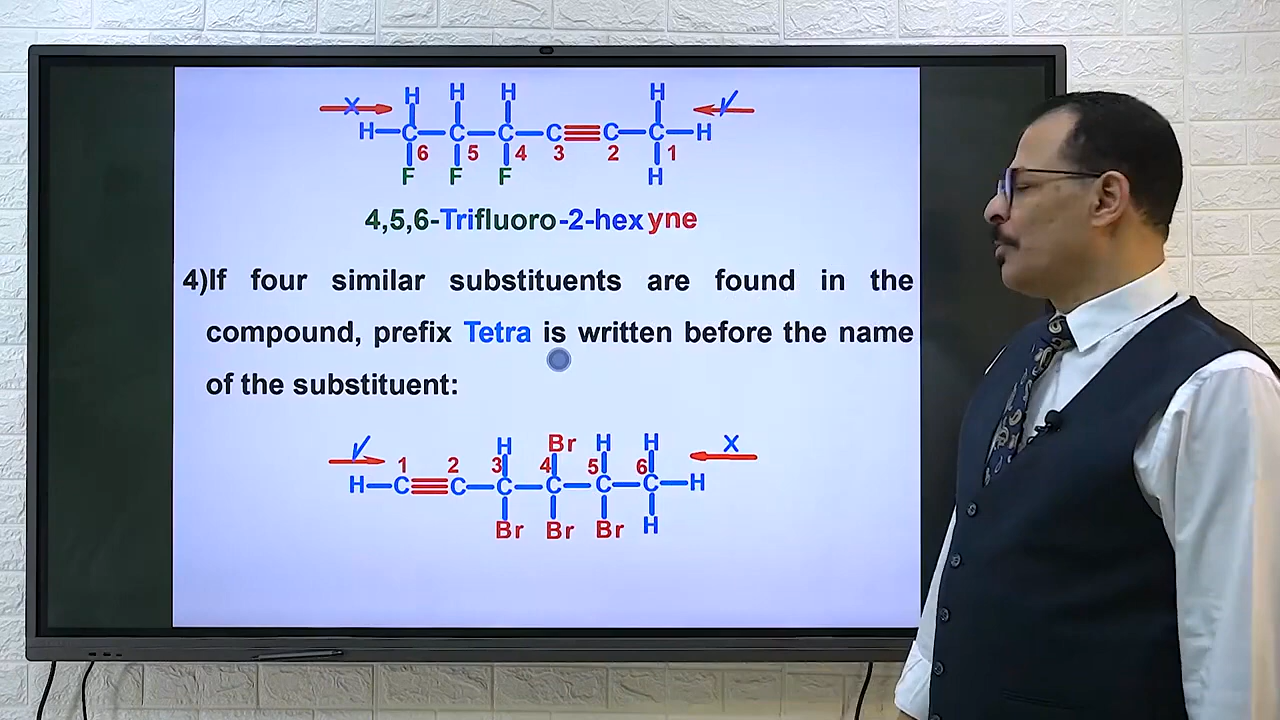 H H H H
H C C C C C C H
6 5 4 3 2 1
F F F H
4,5,6-Trifluoro-2-hexyne
4)If four similar substituents are found in the
compound, prefix Tetra is written before the name
of the substituent:
H Br H H
1 2 3 4 5 6
H C C C C C C H
Br Br Br H